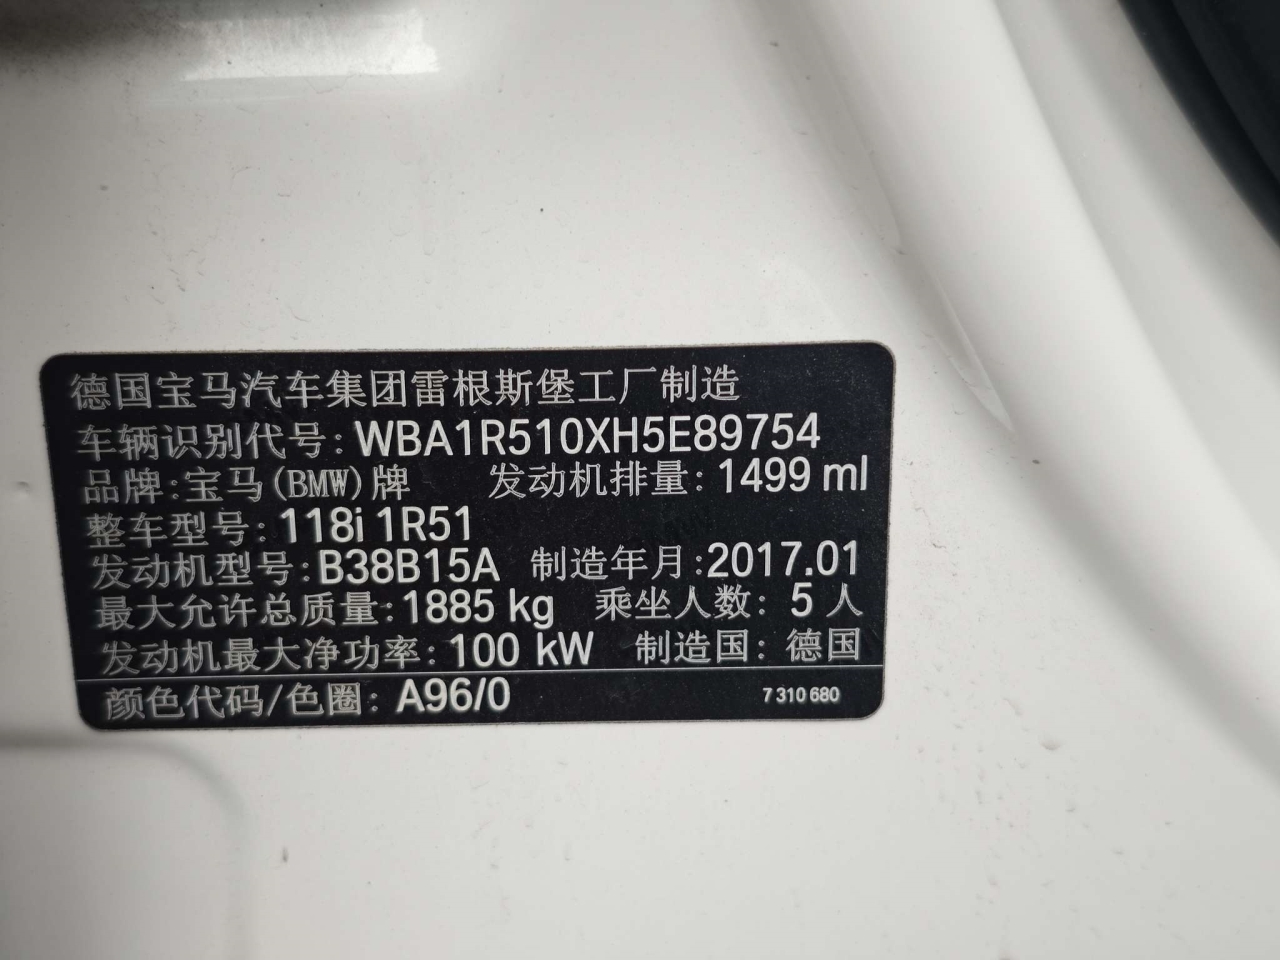 德国宝马汽车集团雷根斯堡工厂制造
车辆识别代号: WBA1R510XH5E89754
品牌:宝马(BMW)牌 发动机排量: 1499 ml
整车型号: 118i 1R51
发动机型号: B38B15A 制造年月:2017.01
最大允许总质量: 1885 kg 乘坐人数: 5 人
发动机最大净功率: 100 kW 制造国: 德国
颜色代码/色圈: A96/0 7 310 680